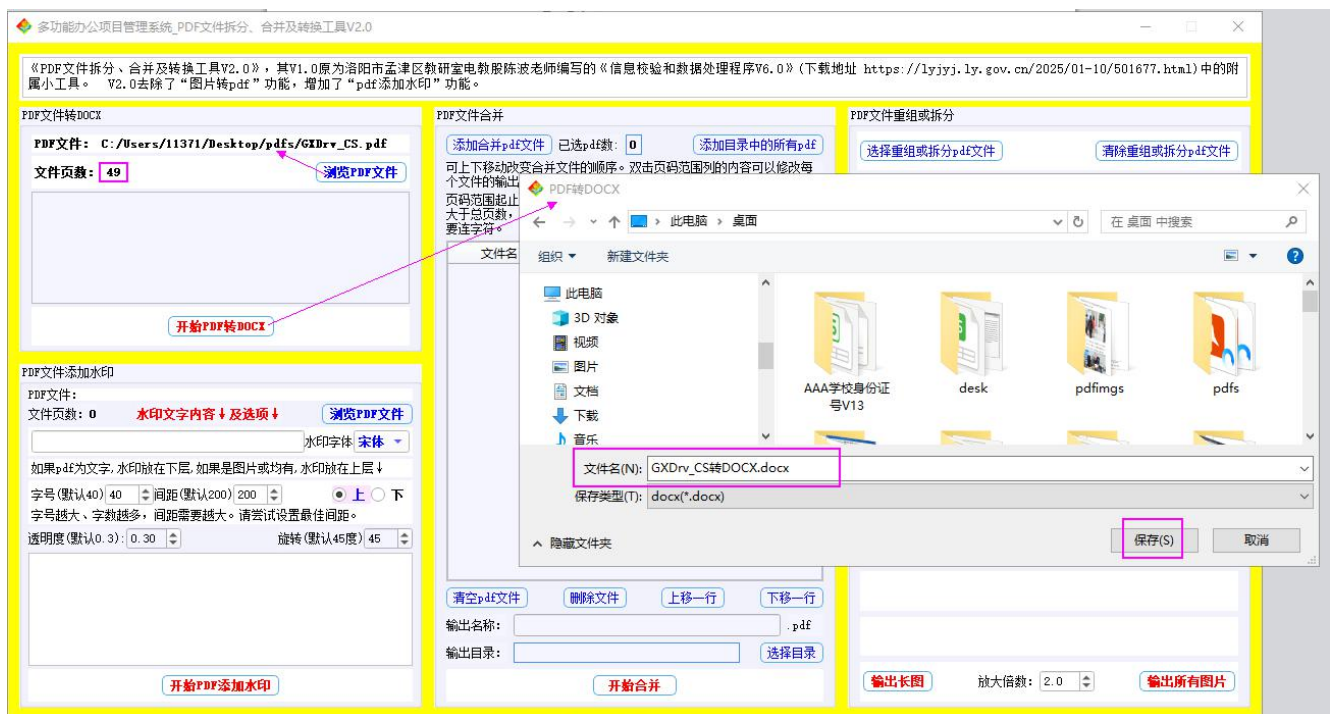 多功能办公项目管理系统_PDF文件拆分、合并及转换工具V2.0
《PDF文件拆分、合并及转换工具V2.0》，其V1.0原为洛阳市孟津区教研室电教股陈波老师编写的《信息校验和数据处理程序V6.0》(下载地址 https://lyjyj.ly.gov.cn/2025/01-10/501677.html)中的附
属小工具。 V2.0去除了“图片转pdf”功能，增加了“pdf添加水印”功能。
PDF文件转DOCX
PDF文件: C:/Users/11371/Desktop/pdfs/GXDrv_CS.pdf
文件页数: 49
浏览PDF文件
开始PDF转DOCX
PDF文件添加水印
PDF文件:
文件页数: 0
水印文字内容↓及选项↓
浏览PDF文件
水印字体 宋体
如果pdf为文字,水印放在下层,如果是图片或均有,水印放在上层↓
字号(默认40) 40 间距(默认200) 200 上 下
字号越大、字数越多，间距需要越大。请尝试设置最佳间距。
透明度(默认0.3): 0.30 旋转(默认45度) 45
开始PDF添加水印
PDF文件合并
添加合并pdf文件 已选pdf数: 0 添加目录中的所有pdf
可上下移动改变合并文件的顺序。双击页码范围列的内容可以修改每
个文件的输出
页码范围起止
大于总页数，
要连字符。
文件名
清空pdf文件 删除文件 上移一行 下移一行
输出名称: .pdf
输出目录: 选择目录
开始合并
PDF文件重组或拆分
选择重组或拆分pdf文件 清除重组或拆分pdf文件
输出长图 放大倍数: 2.0 输出所有图片
PDF转DOCX
此电脑 › 桌面
在 桌面 中搜索
组织 新建文件夹
此电脑
3D 对象
视频
图片
文档
下载
音乐
AAA学校身份证
号V13
desk
pdfimgs
pdfs
文件名(N): GXDrv_CS转DOCX.docx
保存类型(T): docx(*.docx)
隐藏文件夹
保存(S) 取消